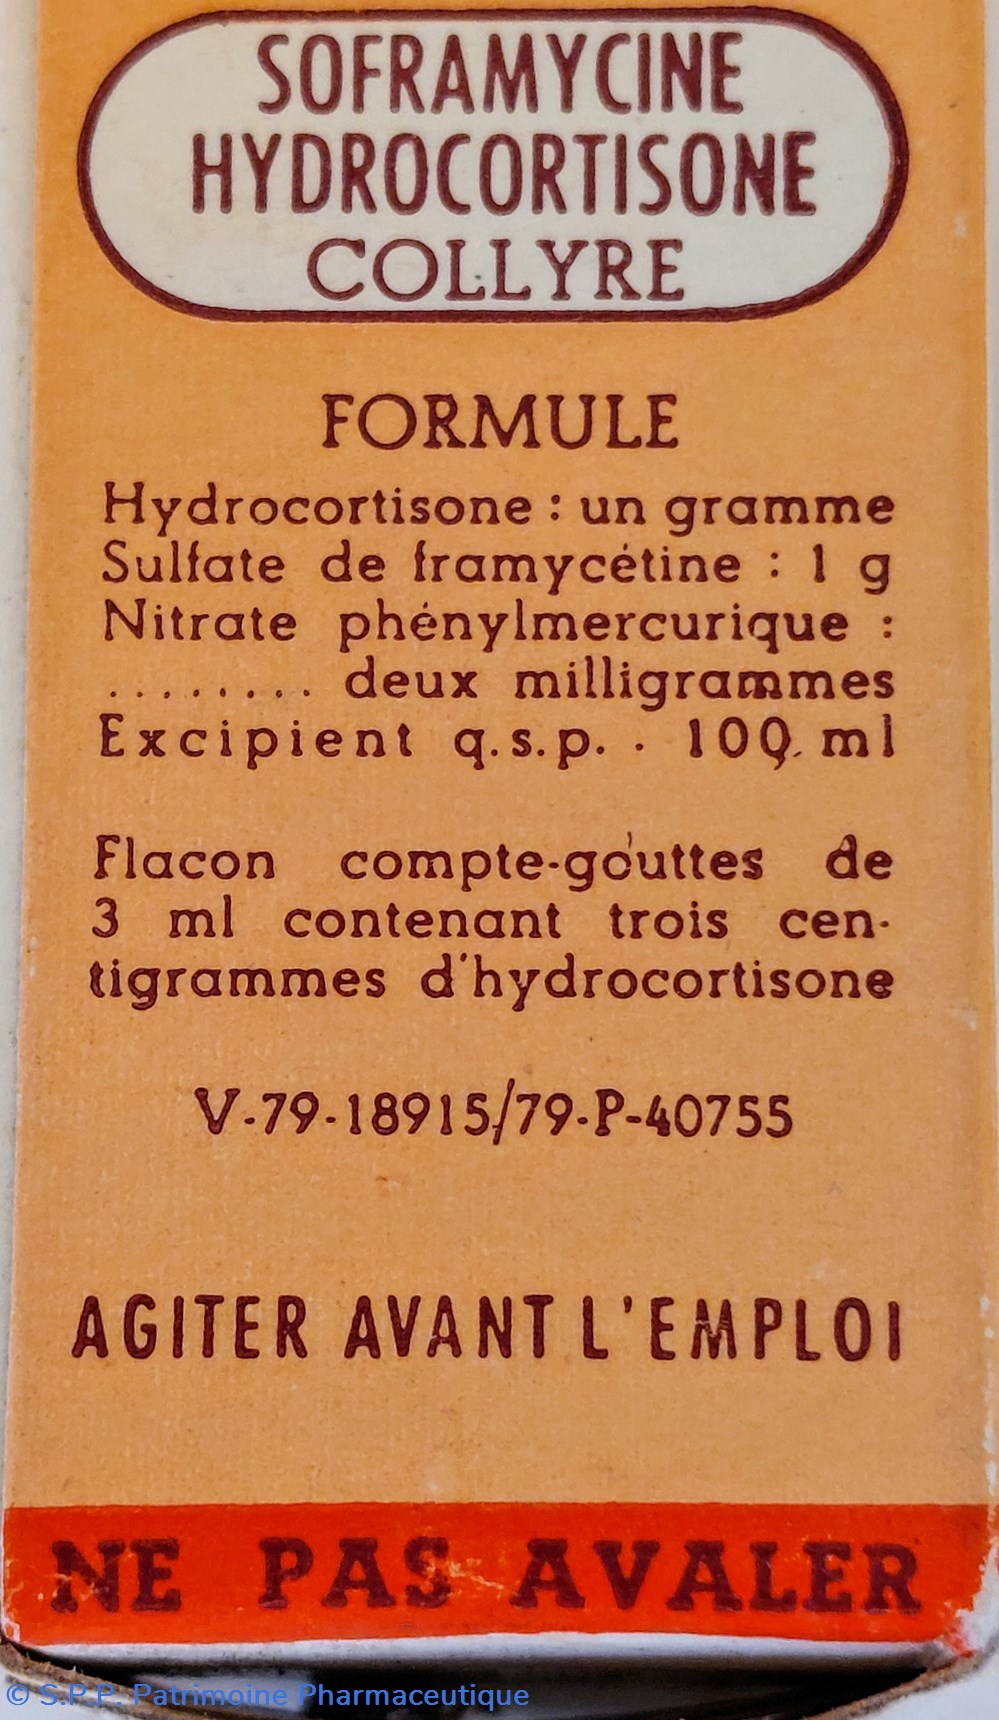 SOFRAMYCINE
HYDROCORTISONE
COLLYRE
FORMULE
Hydrocortisone : un gramme
Sulfate de framycétine : 1 g
Nitrate phénylmercurique :
........ deux milligrammes
Excipient q.s.p. . 100 ml
Flacon compte-gouttes de
3 ml contenant trois cen-
tigrammes d'hydrocortisone
V-79-18915/79-P-40755
AGITER AVANT L'EMPLOI
NE PAS AVALER
© S.P.P. Patrimoine Pharmaceutique